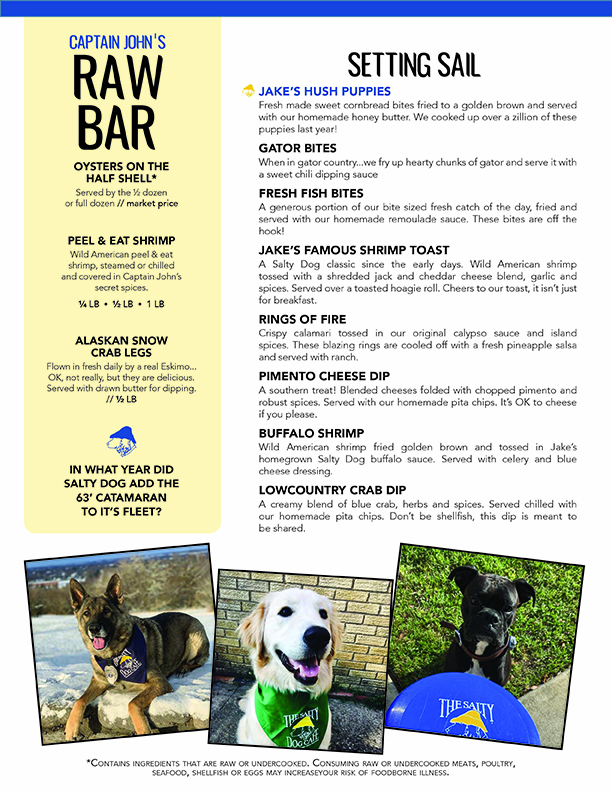 CAPTAIN JOHN'S
RAW
BAR
OYSTERS ON THE
HALF SHELL*
Served by the ½ dozen
or full dozen // market price
PEEL & EAT SHRIMP
Wild American peel & eat
shrimp, steamed or chilled
and covered in Captain John's
secret spices.
¼ LB • ½ LB • 1 LB
ALASKAN SNOW
CRAB LEGS
Flown in fresh daily by a real Eskimo...
OK, not really, but they are delicious.
Served with drawn butter for dipping.
// ½ LB
IN WHAT YEAR DID
SALTY DOG ADD THE
63' CATAMARAN
TO IT'S FLEET?
SETTING SAIL
JAKE'S HUSH PUPPIES
Fresh made sweet cornbread bites fried to a golden brown and served
with our homemade honey butter. We cooked up over a zillion of these
puppies last year!
GATOR BITES
When in gator country...we fry up hearty chunks of gator and serve it with
a sweet chili dipping sauce
FRESH FISH BITES
A generous portion of our bite sized fresh catch of the day, fried and
served with our homemade remoulade sauce. These bites are off the
hook!
JAKE'S FAMOUS SHRIMP TOAST
A Salty Dog classic since the early days. Wild American shrimp
tossed with a shredded jack and cheddar cheese blend, garlic and
spices. Served over a toasted hoagie roll. Cheers to our toast, it isn't just
for breakfast.
RINGS OF FIRE
Crispy calamari tossed in our original calypso sauce and island
spices. These blazing rings are cooled off with a fresh pineapple salsa
and served with ranch.
PIMENTO CHEESE DIP
A southern treat! Blended cheeses folded with chopped pimento and
robust spices. Served with our homemade pita chips. It's OK to cheese
if you please.
BUFFALO SHRIMP
Wild American shrimp fried golden brown and tossed in Jake's
homegrown Salty Dog buffalo sauce. Served with celery and blue
cheese dressing.
LOWCOUNTRY CRAB DIP
A creamy blend of blue crab, herbs and spices. Served chilled with
our homemade pita chips. Don't be shellfish, this dip is meant to
be shared.
THE SALTY
DOG CAFE
THE SALTY
DOG CAFE
THE SALTY
*CONTAINS INGREDIENTS THAT ARE RAW OR UNDERCOOKED. CONSUMING RAW OR UNDERCOOKED MEATS, POULTRY,
SEAFOOD, SHELLFISH OR EGGS MAY INCREASEYOUR RISK OF FOODBORNE ILLNESS.